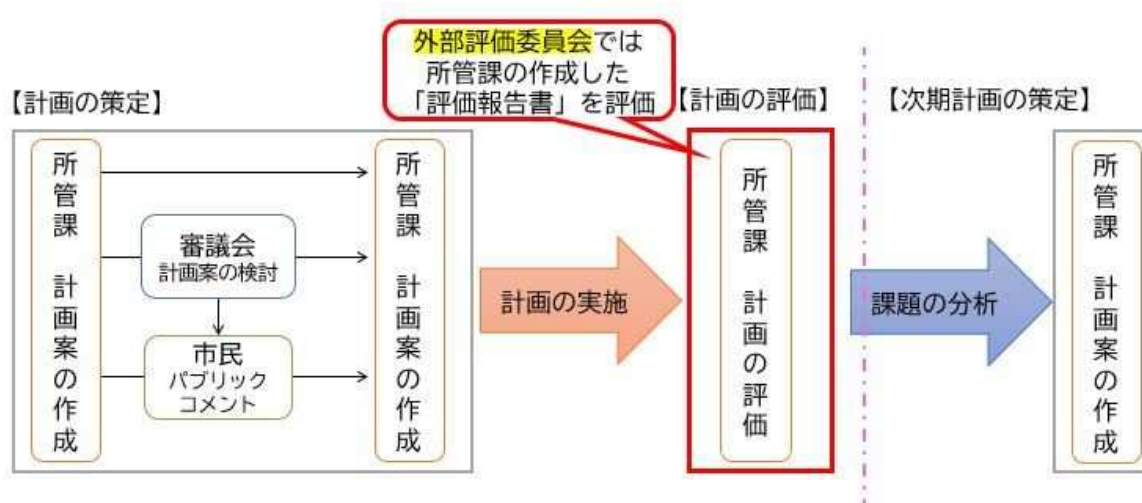 外部評価委員会では
所管課の作成した
「評価報告書」を評価
【計画の策定】
【計画の評価】
【次期計画の策定】
所管課 計画案の作成
審議会
計画案の検討
市民
パブリック
コメント
所管課 計画案の作成
計画の実施
所管課 計画の評価
課題の分析
所管課 計画案の作成